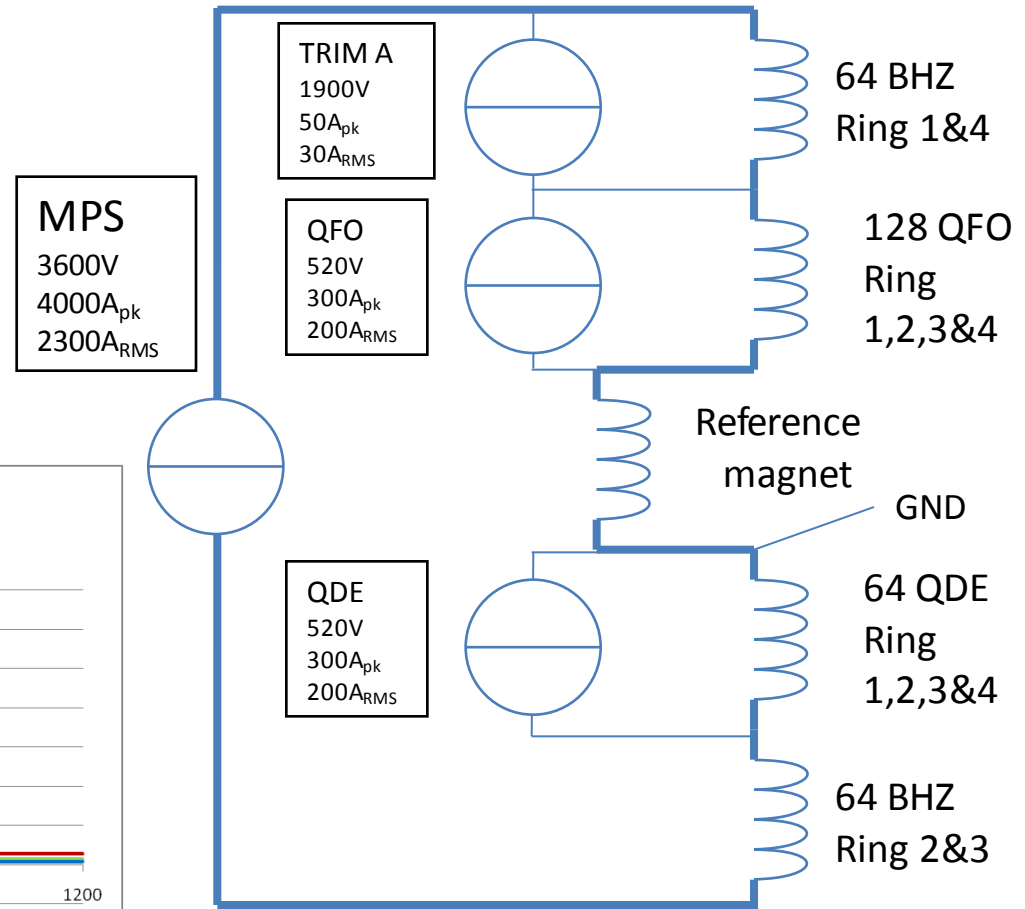 TRIM A
1900V
50Apk
30ARMS
64 BHZ
Ring 1&4
MPS
3600V
4000Apk
2300ARMS
QFO
520V
300Apk
200ARMS
128 QFO
Ring
1,2,3&4
Reference
magnet
GND
QDE
520V
300Apk
200ARMS
64 QDE
Ring
1,2,3&4
64 BHZ
Ring 2&3
1200